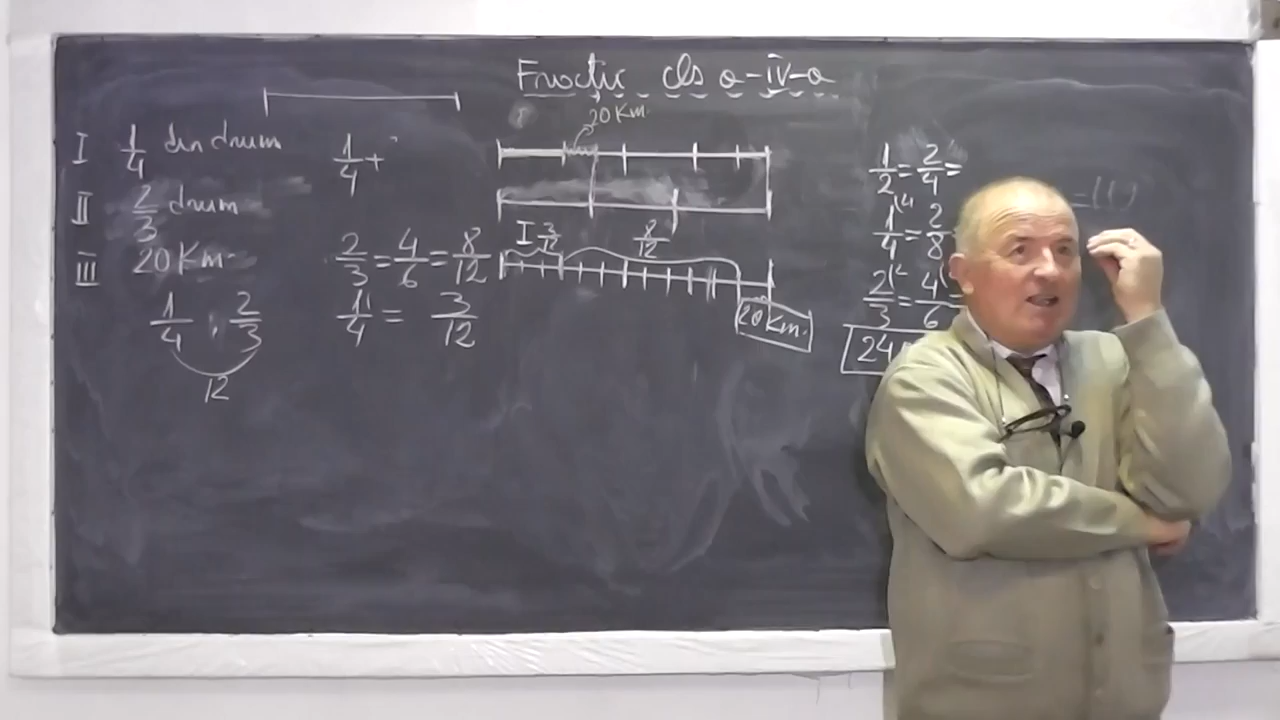 Fracții cls a-IV-a
20 Km.
I 1/4 din drum
II 2/3 drum
III 20 Km.
1/4 , 2/3
12
1/4 +
2/3 = 4/6 = 8/12
1/4 = 3/12
I 3/12 8/12
20 Km.
1/2 = 2/4 =
1/4 = 2/8
2/3 = 4/6 =
24